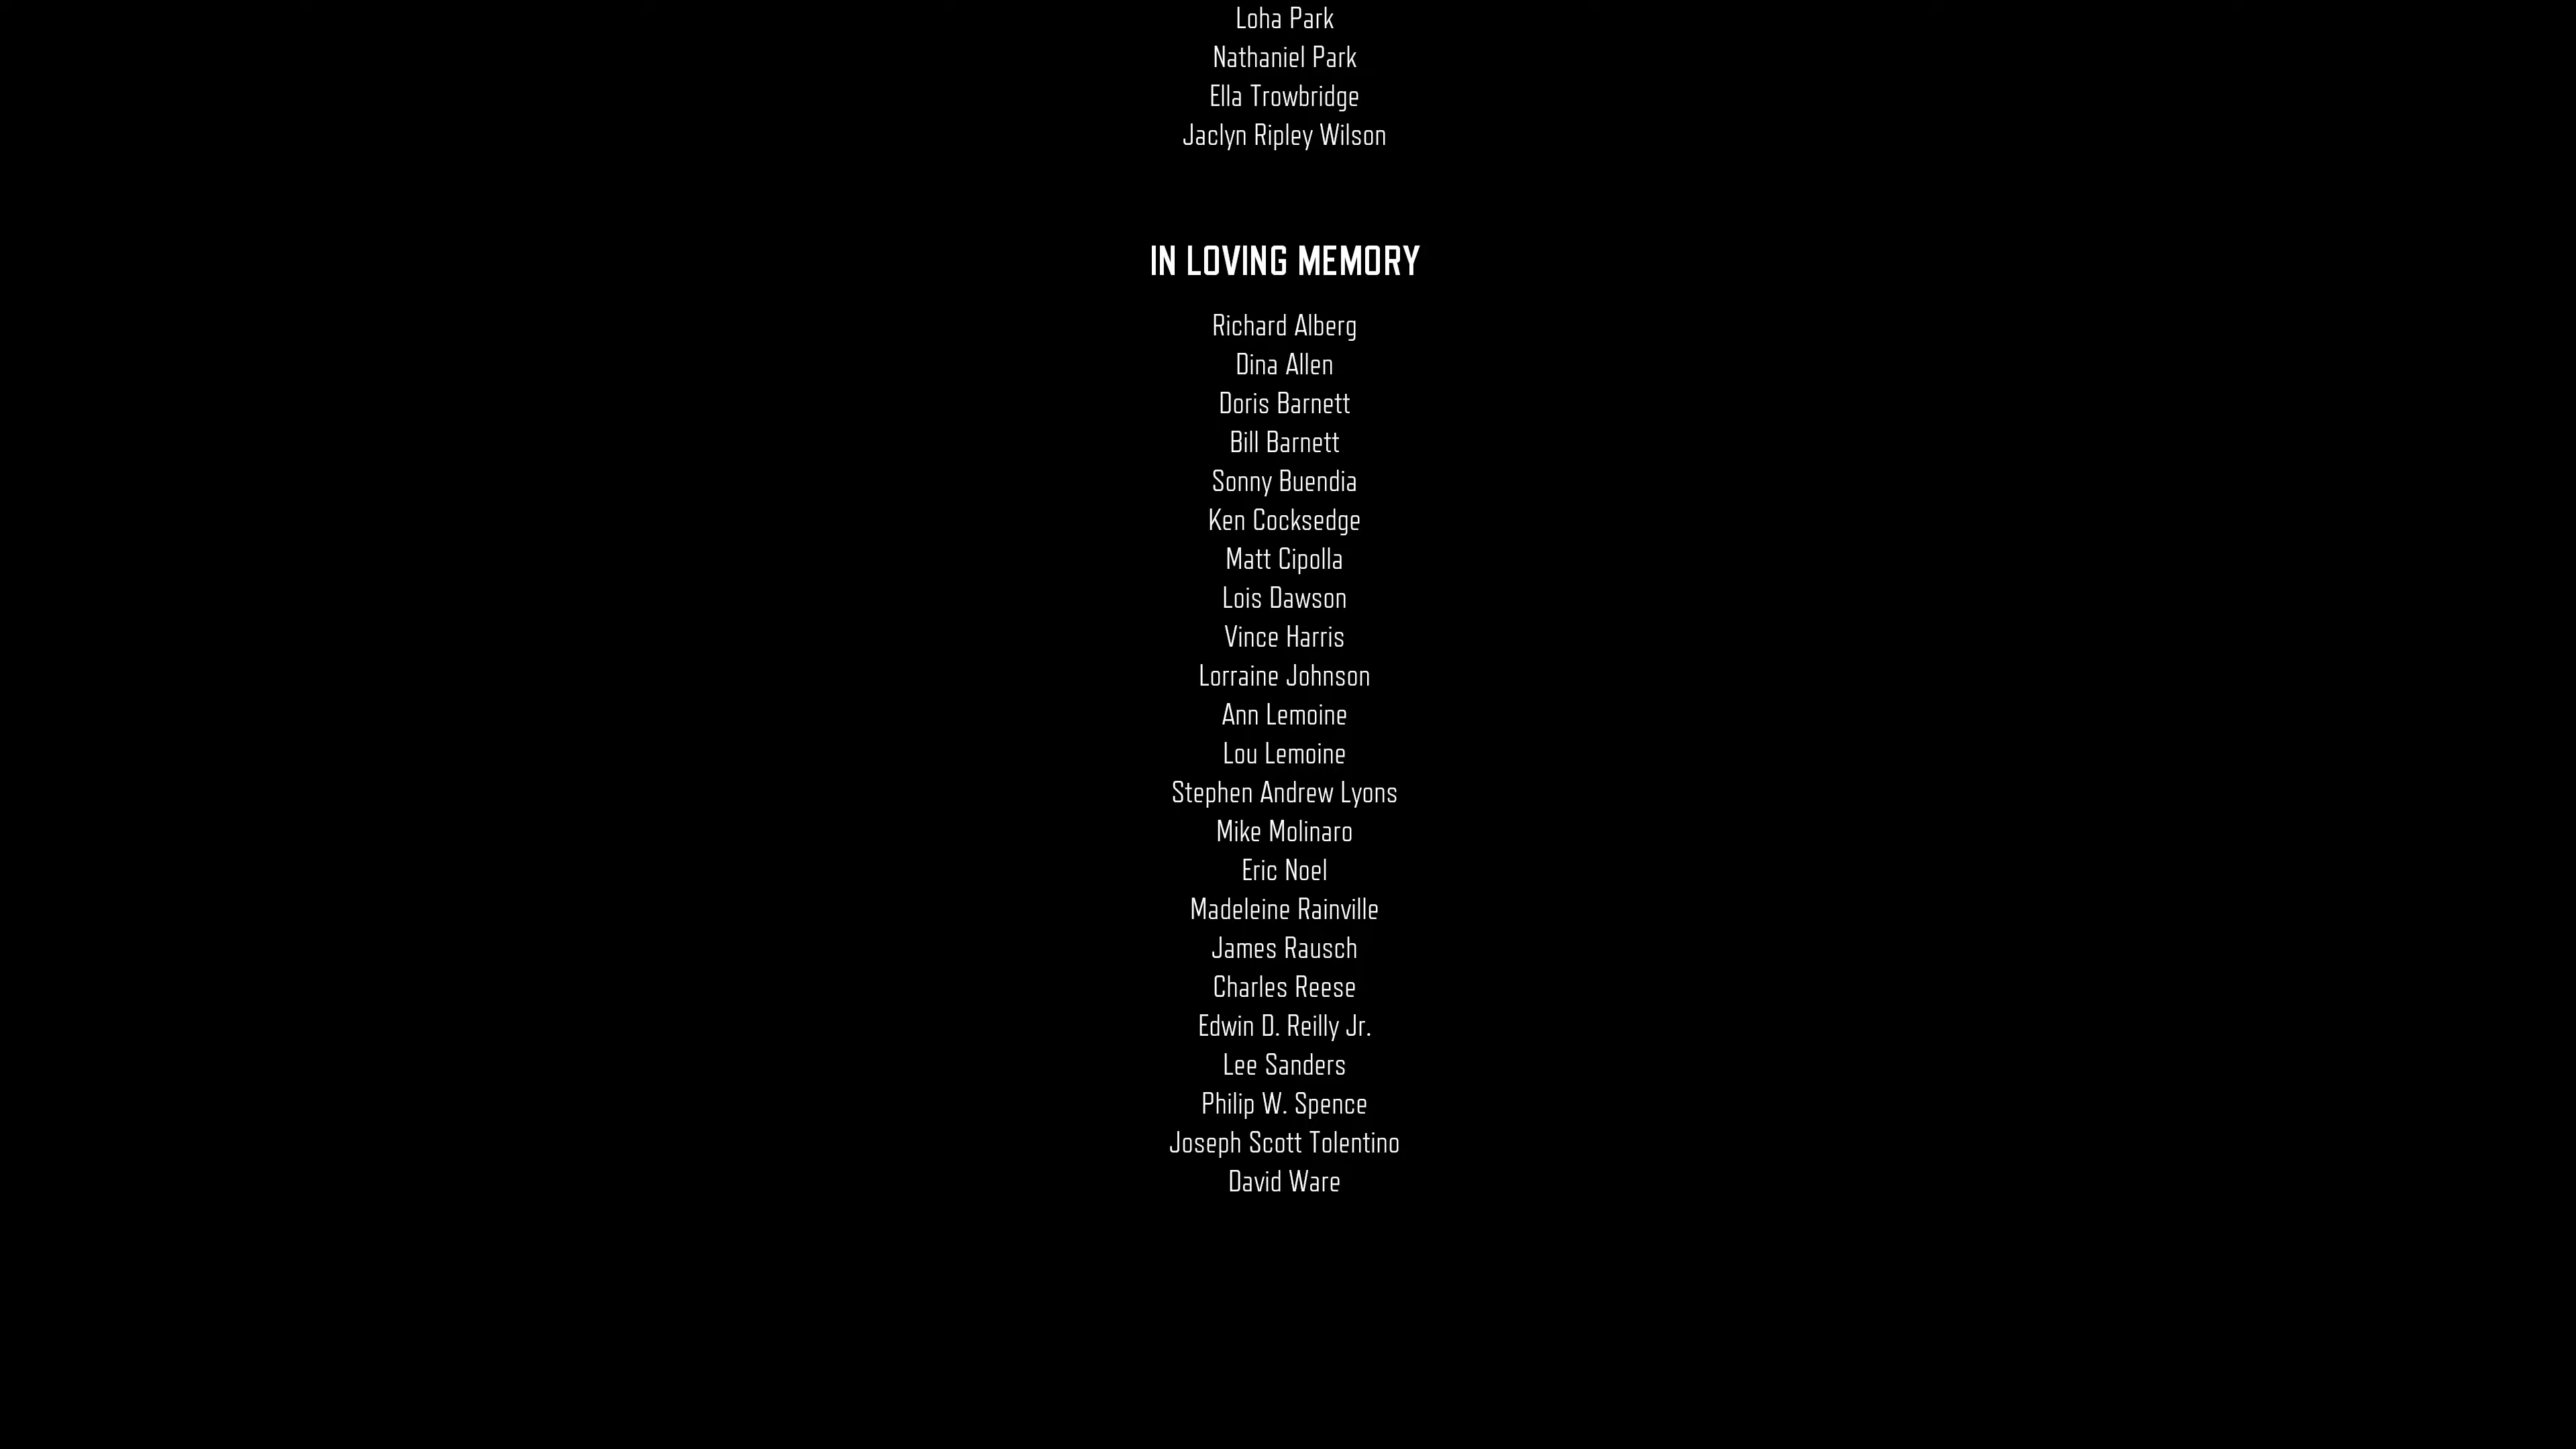 Loha Park
Nathaniel Park
Ella Trowbridge
Jaclyn Ripley Wilson
IN LOVING MEMORY
Richard Alberg
Dina Allen
Doris Barnett
Bill Barnett
Sonny Buendia
Ken Cocksedge
Matt Cipolla
Lois Dawson
Vince Harris
Lorraine Johnson
Ann Lemoine
Lou Lemoine
Stephen Andrew Lyons
Mike Molinaro
Eric Noel
Madeleine Rainville
James Rausch
Charles Reese
Edwin D. Reilly Jr.
Lee Sanders
Philip W. Spence
Joseph Scott Tolentino
David Ware